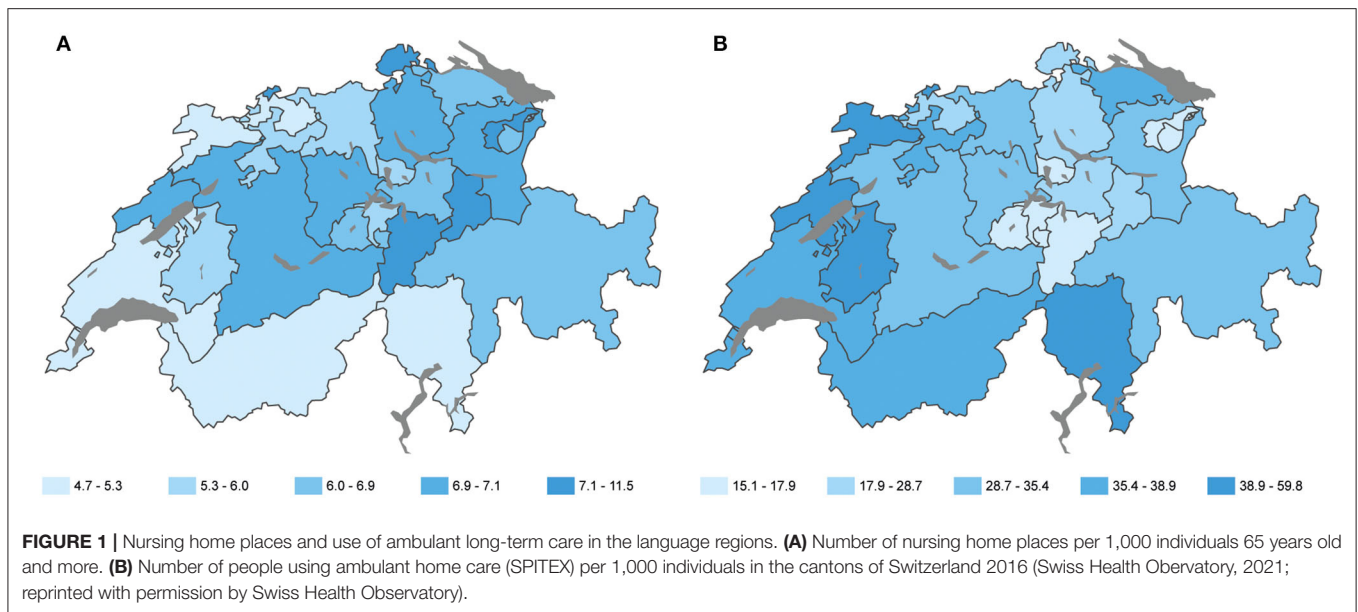 A
B
4.7 - 5.3
5.3 - 6.0
6.0 - 6.9
6.9 - 7.1
7.1 - 11.5
15.1 - 17.9
17.9 - 28.7
28.7 - 35.4
35.4 - 38.9
38.9 - 59.8
FIGURE 1 | Nursing home places and use of ambulant long-term care in the language regions. (A) Number of nursing home places per 1,000 individuals 65 years old
and more. (B) Number of people using ambulant home care (SPITEX) per 1,000 individuals in the cantons of Switzerland 2016 (Swiss Health Obervatory, 2021;
reprinted with permission by Swiss Health Observatory).